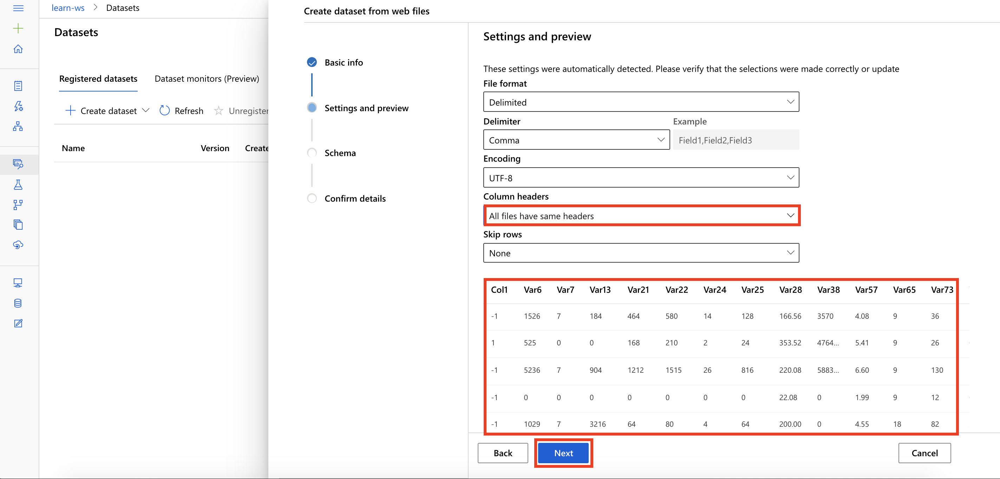 learn-ws > Datasets
Datasets
Registered datasets Dataset monitors (Preview)
Create dataset Refresh Unregister
Name Version Create
Create dataset from web files
Basic info
Settings and preview
Schema
Confirm details
Settings and preview
These settings were automatically detected. Please verify that the selections were made correctly or update
File format
Delimited
Delimiter Example
Comma Field1,Field2,Field3
Encoding
UTF-8
Column headers
All files have same headers
Skip rows
None
Col1 Var6 Var7 Var13 Var21 Var22 Var24 Var25 Var28 Var38 Var57 Var65 Var73
-1 1526 7 184 464 580 14 128 166.56 3570 4.08 9 36
1 525 0 0 168 210 2 24 353.52 4764... 5.41 9 26
-1 5236 7 904 1212 1515 26 816 220.08 5883... 6.60 9 130
-1 0 0 0 0 0 0 0 22.08 0 1.99 9 12
-1 1029 7 3216 64 80 4 64 200.00 0 4.55 18 82
Back Next Cancel